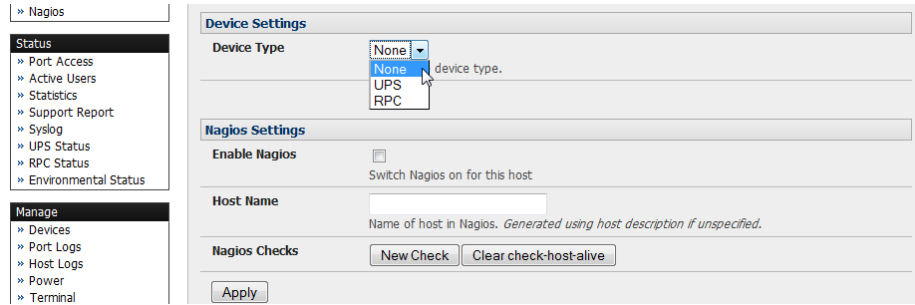 » Nagios
Status
» Port Access
» Active Users
» Statistics
» Support Report
» Syslog
» UPS Status
» RPC Status
» Environmental Status
Manage
» Devices
» Port Logs
» Host Logs
» Power
» Terminal
Device Settings
Device Type
None
None
device type.
UPS
RPC
Nagios Settings
Enable Nagios
Switch Nagios on for this host
Host Name
Name of host in Nagios. Generated using host description if unspecified.
Nagios Checks
New Check
Clear check-host-alive
Apply